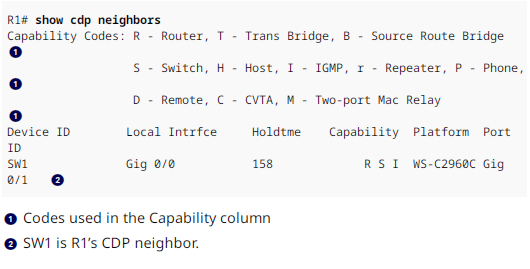 R1# show cdp neighbors
Capability Codes: R - Router, T - Trans Bridge, B - Source Route Bridge
1
S - Switch, H - Host, I - IGMP, r - Repeater, P - Phone,
1
D - Remote, C - CVTA, M - Two-port Mac Relay
1
Device ID Local Intrfce Holdtme Capability Platform Port
ID
SW1 Gig 0/0 158 R S I WS-C2960C Gig
0/1 2
1 Codes used in the Capability column
2 SW1 is R1’s CDP neighbor.